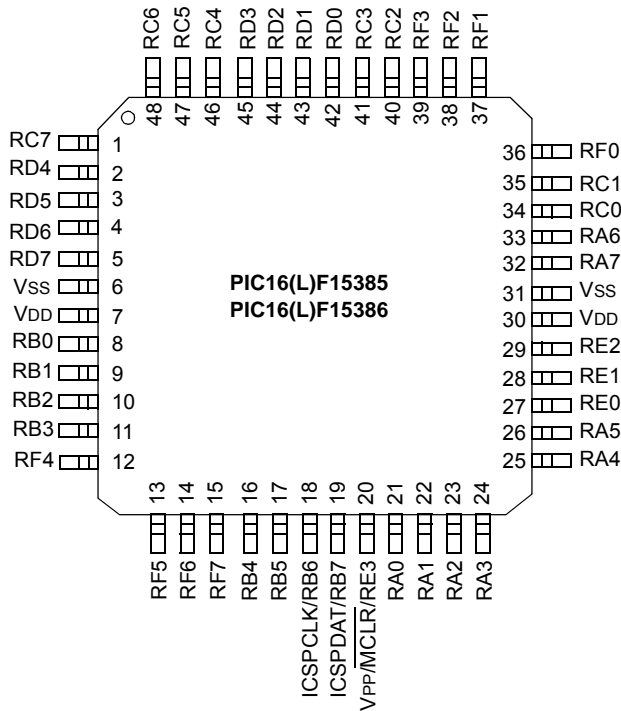 RC6 RC5 RC4 RD3 RD2 RD1 RD0 RC3 RC2 RF3 RF2 RF1
48 47 46 45 44 43 42 41 40 39 38 37
RC7 1 36 RF0
RD4 2 35 RC1
RD5 3 34 RC0
RD6 4 33 RA6
RD7 5 32 RA7
VSS 6 31 VSS
VDD 7 30 VDD
RB0 8 29 RE2
RB1 9 28 RE1
RB2 10 27 RE0
RB3 11 26 RA5
RF4 12 25 RA4
PIC16(L)F15385
PIC16(L)F15386
13 14 15 16 17 18 19 20 21 22 23 24
RF5 RF6 RF7 RB4 RB5 ICSPCLK/RB6 ICSPDAT/RB7 VPP/MCLR/RE3 RA0 RA1 RA2 RA3